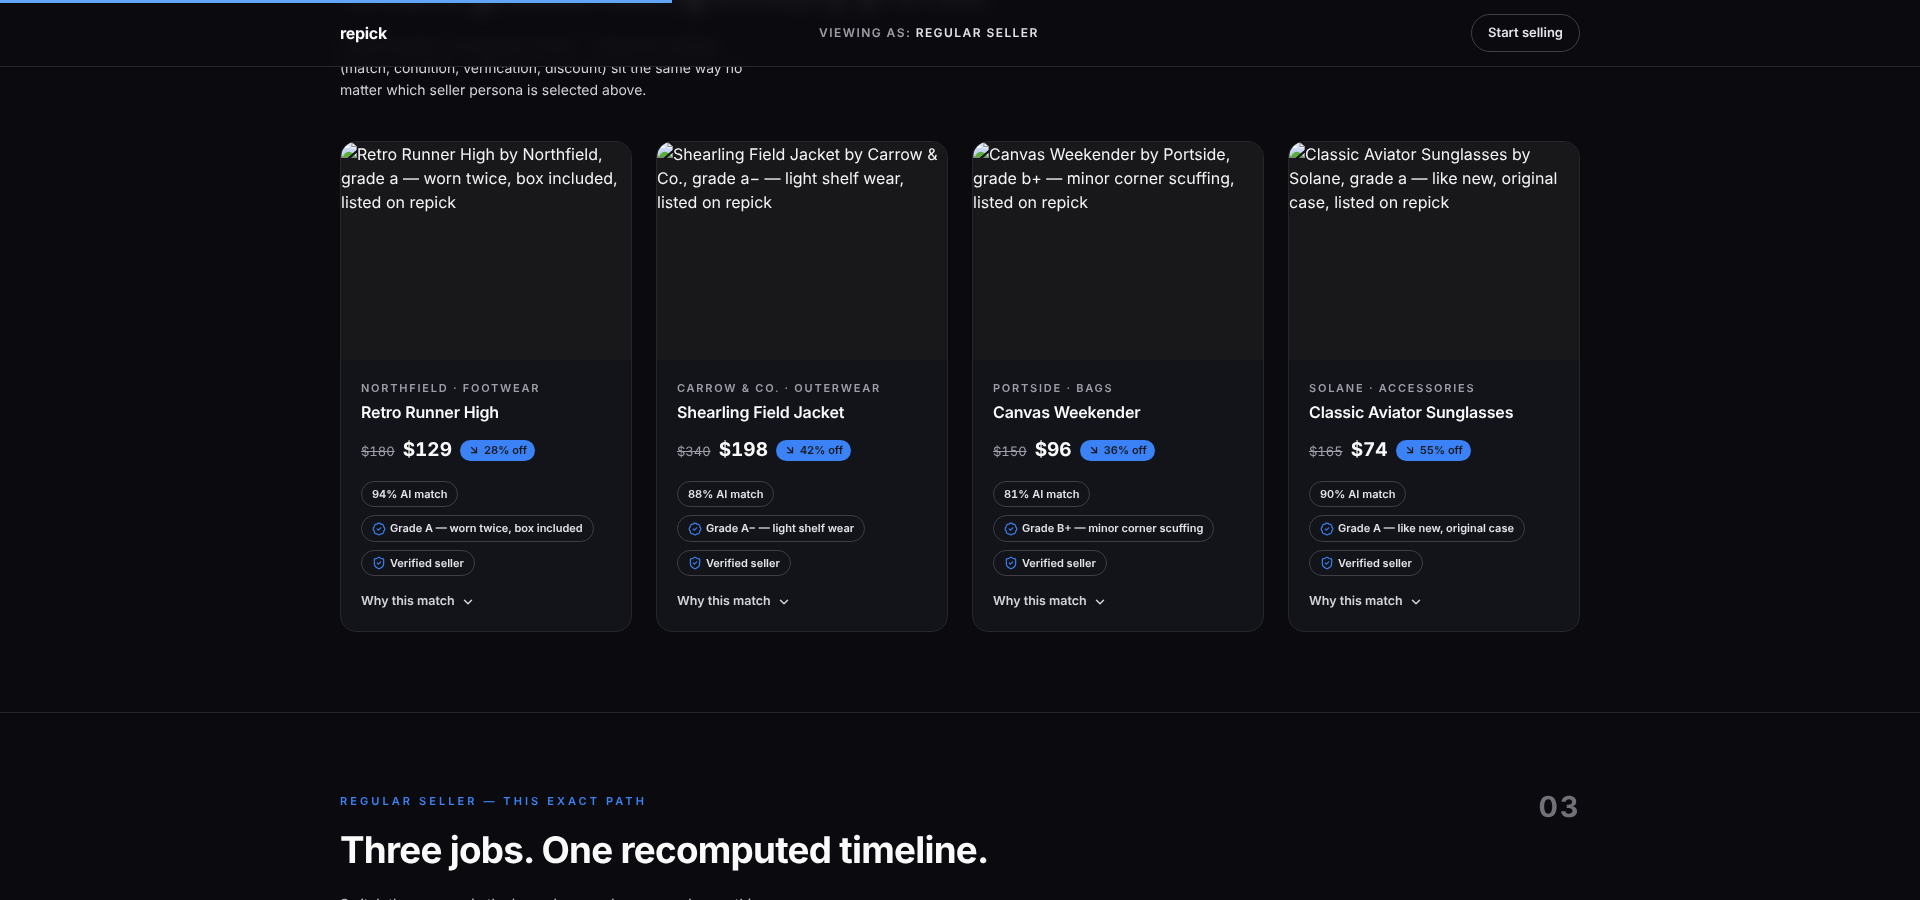 repick
VIEWING AS: REGULAR SELLER
Start selling
(match, condition, verification, discount) sit the same way no
matter which seller persona is selected above.
Retro Runner High by Northfield,
grade a — worn twice, box included,
listed on repick
NORTHFIELD · FOOTWEAR
Retro Runner High
$180 $129 28% off
94% AI match
Grade A — worn twice, box included
Verified seller
Why this match
Shearling Field Jacket by Carrow &
Co., grade a− — light shelf wear,
listed on repick
CARROW & CO. · OUTERWEAR
Shearling Field Jacket
$340 $198 42% off
88% AI match
Grade A− — light shelf wear
Verified seller
Why this match
Canvas Weekender by Portside,
grade b+ — minor corner scuffing,
listed on repick
PORTSIDE · BAGS
Canvas Weekender
$150 $96 36% off
81% AI match
Grade B+ — minor corner scuffing
Verified seller
Why this match
Classic Aviator Sunglasses by
Solane, grade a — like new, original
case, listed on repick
SOLANE · ACCESSORIES
Classic Aviator Sunglasses
$165 $74 55% off
90% AI match
Grade A — like new, original case
Verified seller
Why this match
REGULAR SELLER — THIS EXACT PATH
03
Three jobs. One recomputed timeline.